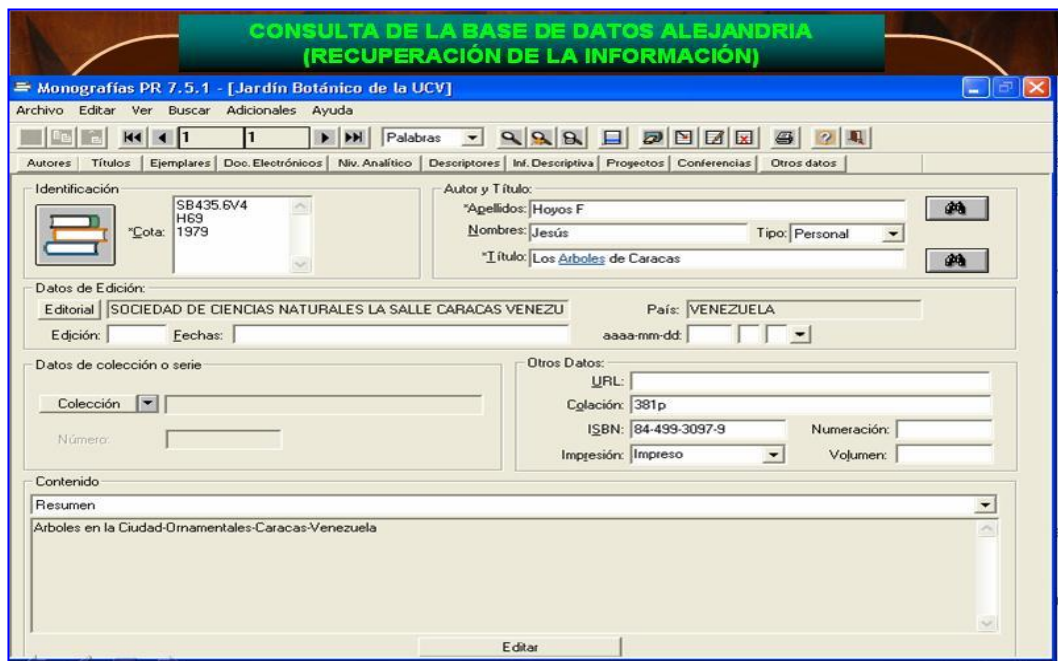 CONSULTA DE LA BASE DE DATOS ALEJANDRIA
(RECUPERACIÓN DE LA INFORMACIÓN)
Monografías PR 7.5.1 - [Jardín Botánico de la UCV]
Archivo Editar Ver Buscar Adicionales Ayuda
1 1 Palabras
Autores Títulos Ejemplares Doc. Electrónicos Niv. Analítico Descriptores Inf. Descriptiva Proyectos Conferencias Otros datos
Identificación
*Cota:
SB435.6V4
H69
1979
Autor y Título:
*Apellidos: Hoyos F
Nombres: Jesús Tipo: Personal
*Título: Los Arboles de Caracas
Datos de Edición:
Editorial SOCIEDAD DE CIENCIAS NATURALES LA SALLE CARACAS VENEZU País: VENEZUELA
Edición: Fechas: aaaa-mm-dd:
Datos de colección o serie
Colección
Número:
Otros Datos:
URL:
Colación: 381p
ISBN: 84-499-3097-9 Numeración:
Impresión: Impreso Volumen:
Contenido
Resumen
Arboles en la Ciudad-Ornamentales-Caracas-Venezuela
Editar